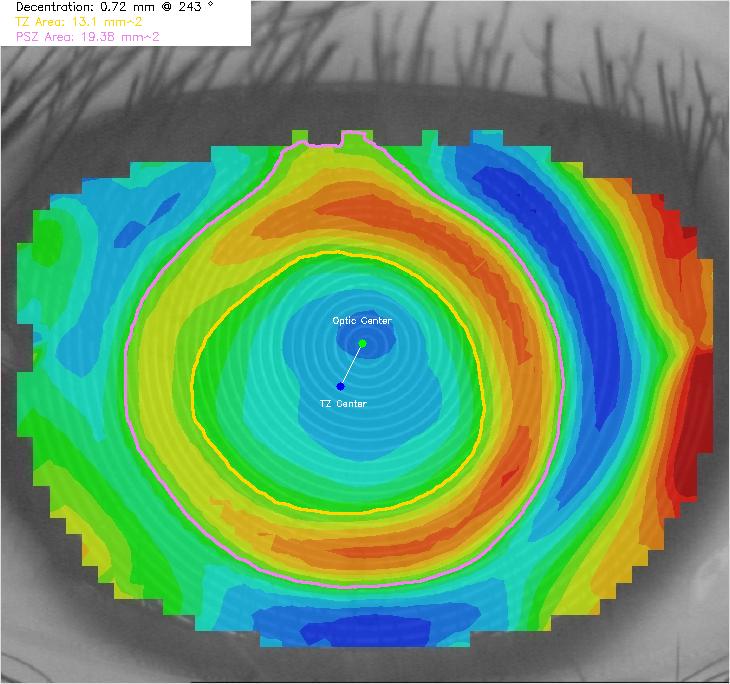 Decentration: 0.72 mm @ 243 °
TZ Area: 13.1 mm~2
PSZ Area: 19.38 mm~2
Optic Center
TZ Center